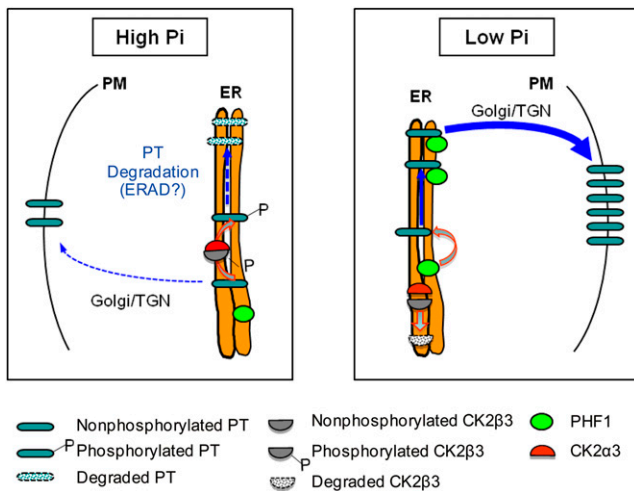 High Pi
PM
ER
PT
Degradation
(ERAD?)
P
P
Golgi/TGN
Low Pi
ER
PM
Golgi/TGN
Nonphosphorylated PT
P
Phosphorylated PT
Degraded PT
Nonphosphorylated CK2β3
Phosphorylated CK2β3
P
Degraded CK2β3
PHF1
CK2α3